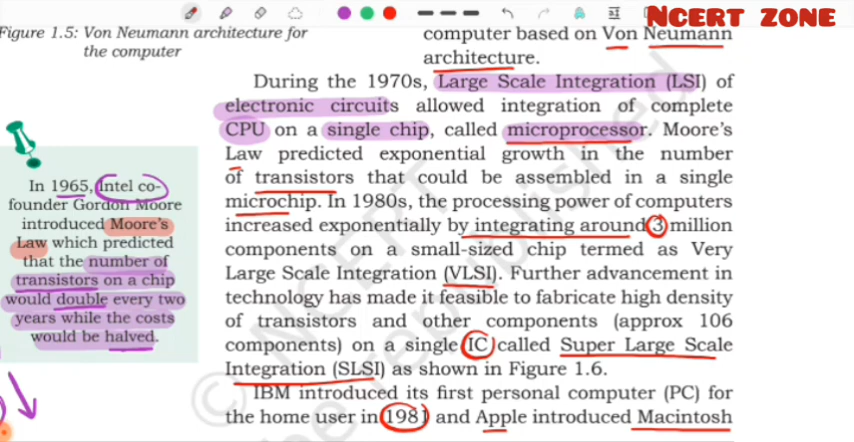 NCERT ZONE
Figure 1.5: Von Neumann architecture for
the computer
computer based on Von Neumann
architecture.
During the 1970s, Large Scale Integration (LSI) of
electronic circuits allowed integration of complete
CPU on a single chip, called microprocessor. Moore's
Law predicted exponential growth in the number
of transistors that could be assembled in a single
microchip. In 1980s, the processing power of computers
increased exponentially by integrating around 3 million
components on a small-sized chip termed as Very
Large Scale Integration (VLSI). Further advancement in
technology has made it feasible to fabricate high density
of transistors and other components (approx 106
components) on a single IC called Super Large Scale
Integration (SLSI) as shown in Figure 1.6.
IBM introduced its first personal computer (PC) for
the home user in 1981 and Apple introduced Macintosh
In 1965, Intel co-
founder Gordon Moore
introduced Moore's
Law which predicted
that the number of
transistors on a chip
would double every two
years while the costs
would be halved.
© NCERT
republished